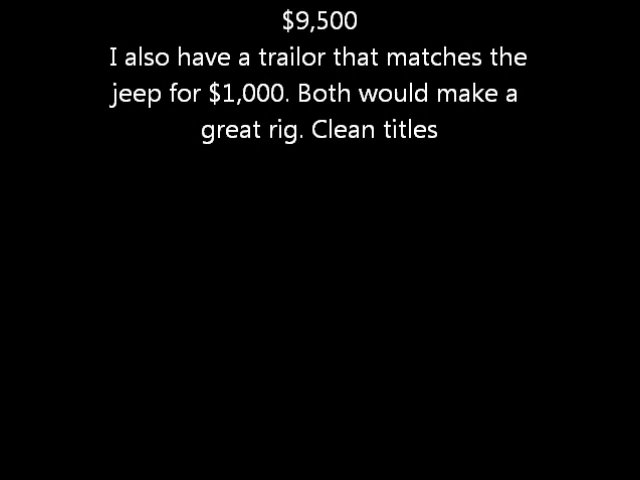 $9,500
I also have a trailor that matches the
jeep for $1,000. Both would make a
great rig. Clean titles